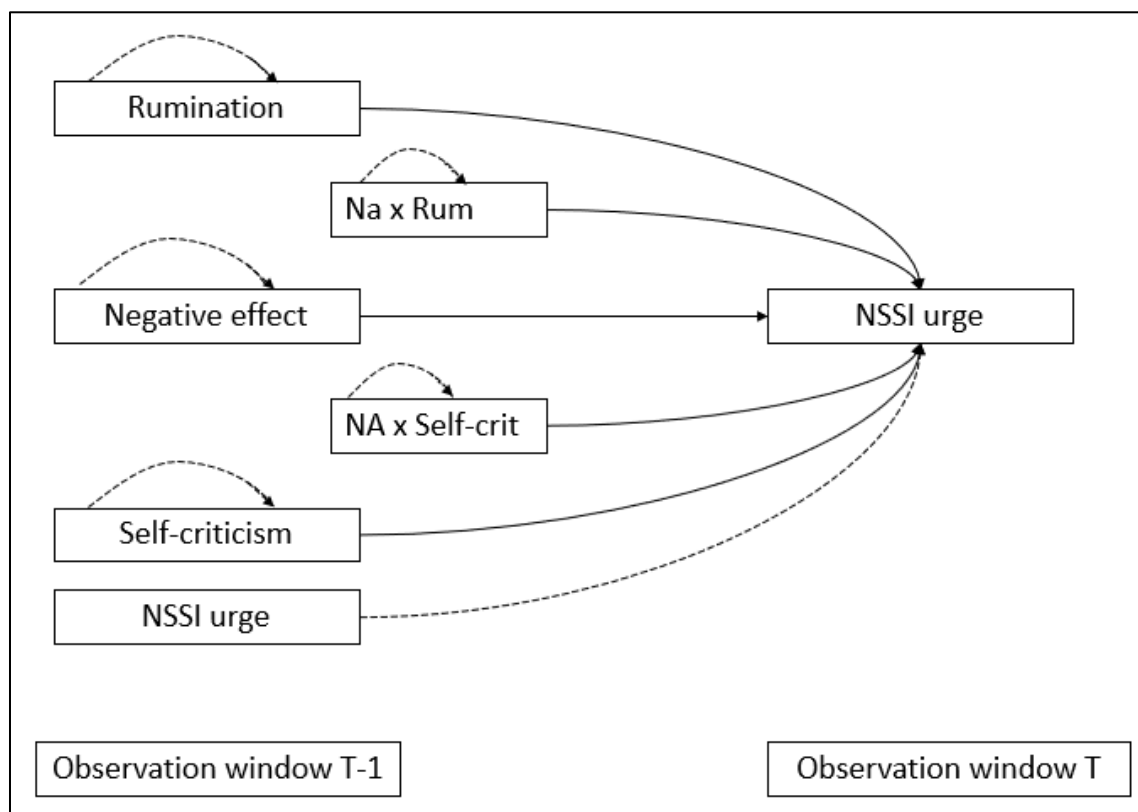 Rumination
Na x Rum
Negative effect
NSSI urge
NA x Self-crit
Self-criticism
NSSI urge
Observation window T-1
Observation window T